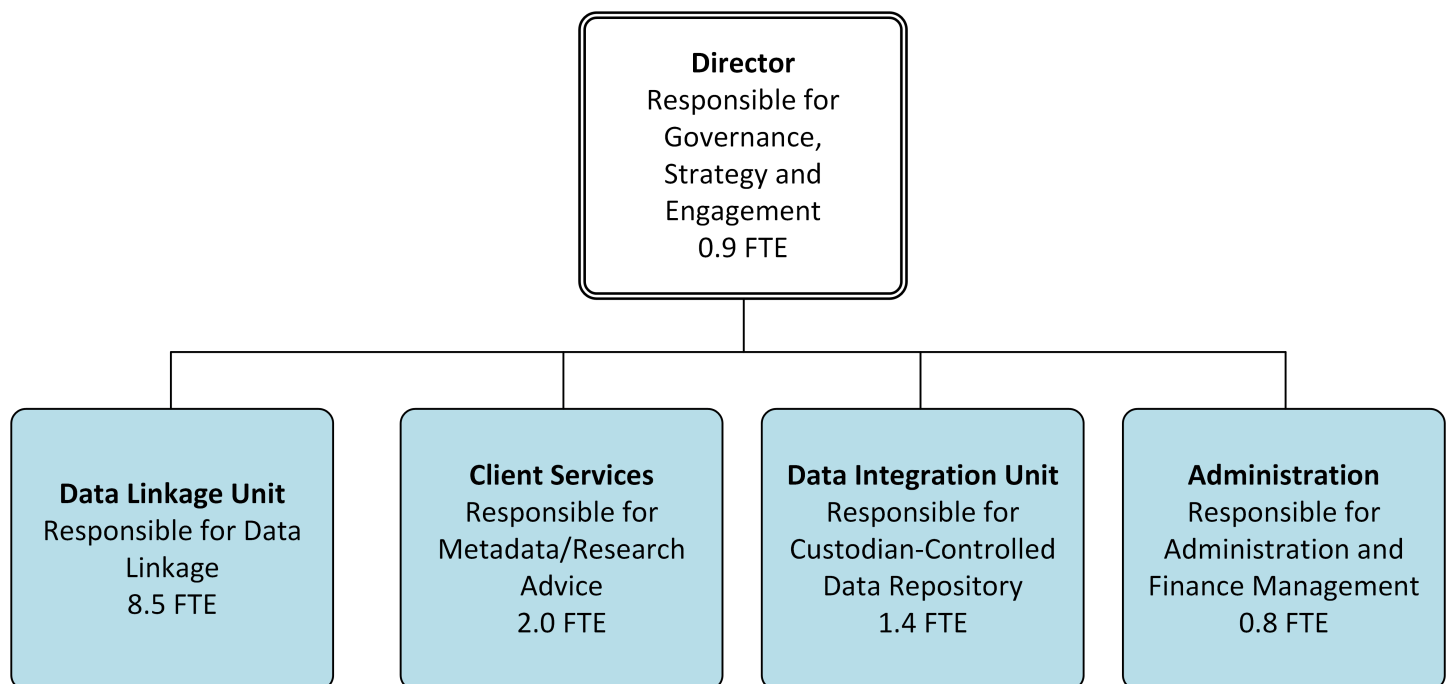 Director
Responsible for
Governance,
Strategy and
Engagement
0.9 FTE
Data Linkage Unit
Responsible for Data
Linkage
8.5 FTE
Client Services
Responsible for
Metadata/Research
Advice
2.0 FTE
Data Integration Unit
Responsible for
Custodian-Controlled
Data Repository
1.4 FTE
Administration
Responsible for
Administration and
Finance Management
0.8 FTE